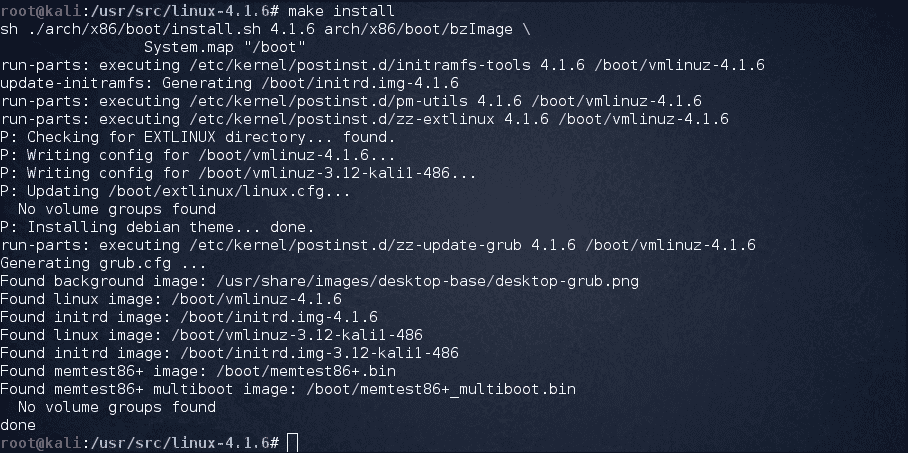 root@kali:/usr/src/linux-4.1.6# make install
sh ./arch/x86/boot/install.sh 4.1.6 arch/x86/boot/bzImage \
                System.map "/boot"
run-parts: executing /etc/kernel/postinst.d/initramfs-tools 4.1.6 /boot/vmlinuz-4.1.6
update-initramfs: Generating /boot/initrd.img-4.1.6
run-parts: executing /etc/kernel/postinst.d/pm-utils 4.1.6 /boot/vmlinuz-4.1.6
run-parts: executing /etc/kernel/postinst.d/zz-extlinux 4.1.6 /boot/vmlinuz-4.1.6
P: Checking for EXTLINUX directory... found.
P: Writing config for /boot/vmlinuz-4.1.6...
P: Writing config for /boot/vmlinuz-3.12-kali1-486...
P: Updating /boot/extlinux/linux.cfg...
  No volume groups found
P: Installing debian theme... done.
run-parts: executing /etc/kernel/postinst.d/zz-update-grub 4.1.6 /boot/vmlinuz-4.1.6
Generating grub.cfg ...
Found background image: /usr/share/images/desktop-base/desktop-grub.png
Found linux image: /boot/vmlinuz-4.1.6
Found initrd image: /boot/initrd.img-4.1.6
Found linux image: /boot/vmlinuz-3.12-kali1-486
Found initrd image: /boot/initrd.img-3.12-kali1-486
Found memtest86+ image: /boot/memtest86+.bin
Found memtest86+ multiboot image: /boot/memtest86+_multiboot.bin
  No volume groups found
done
root@kali:/usr/src/linux-4.1.6#